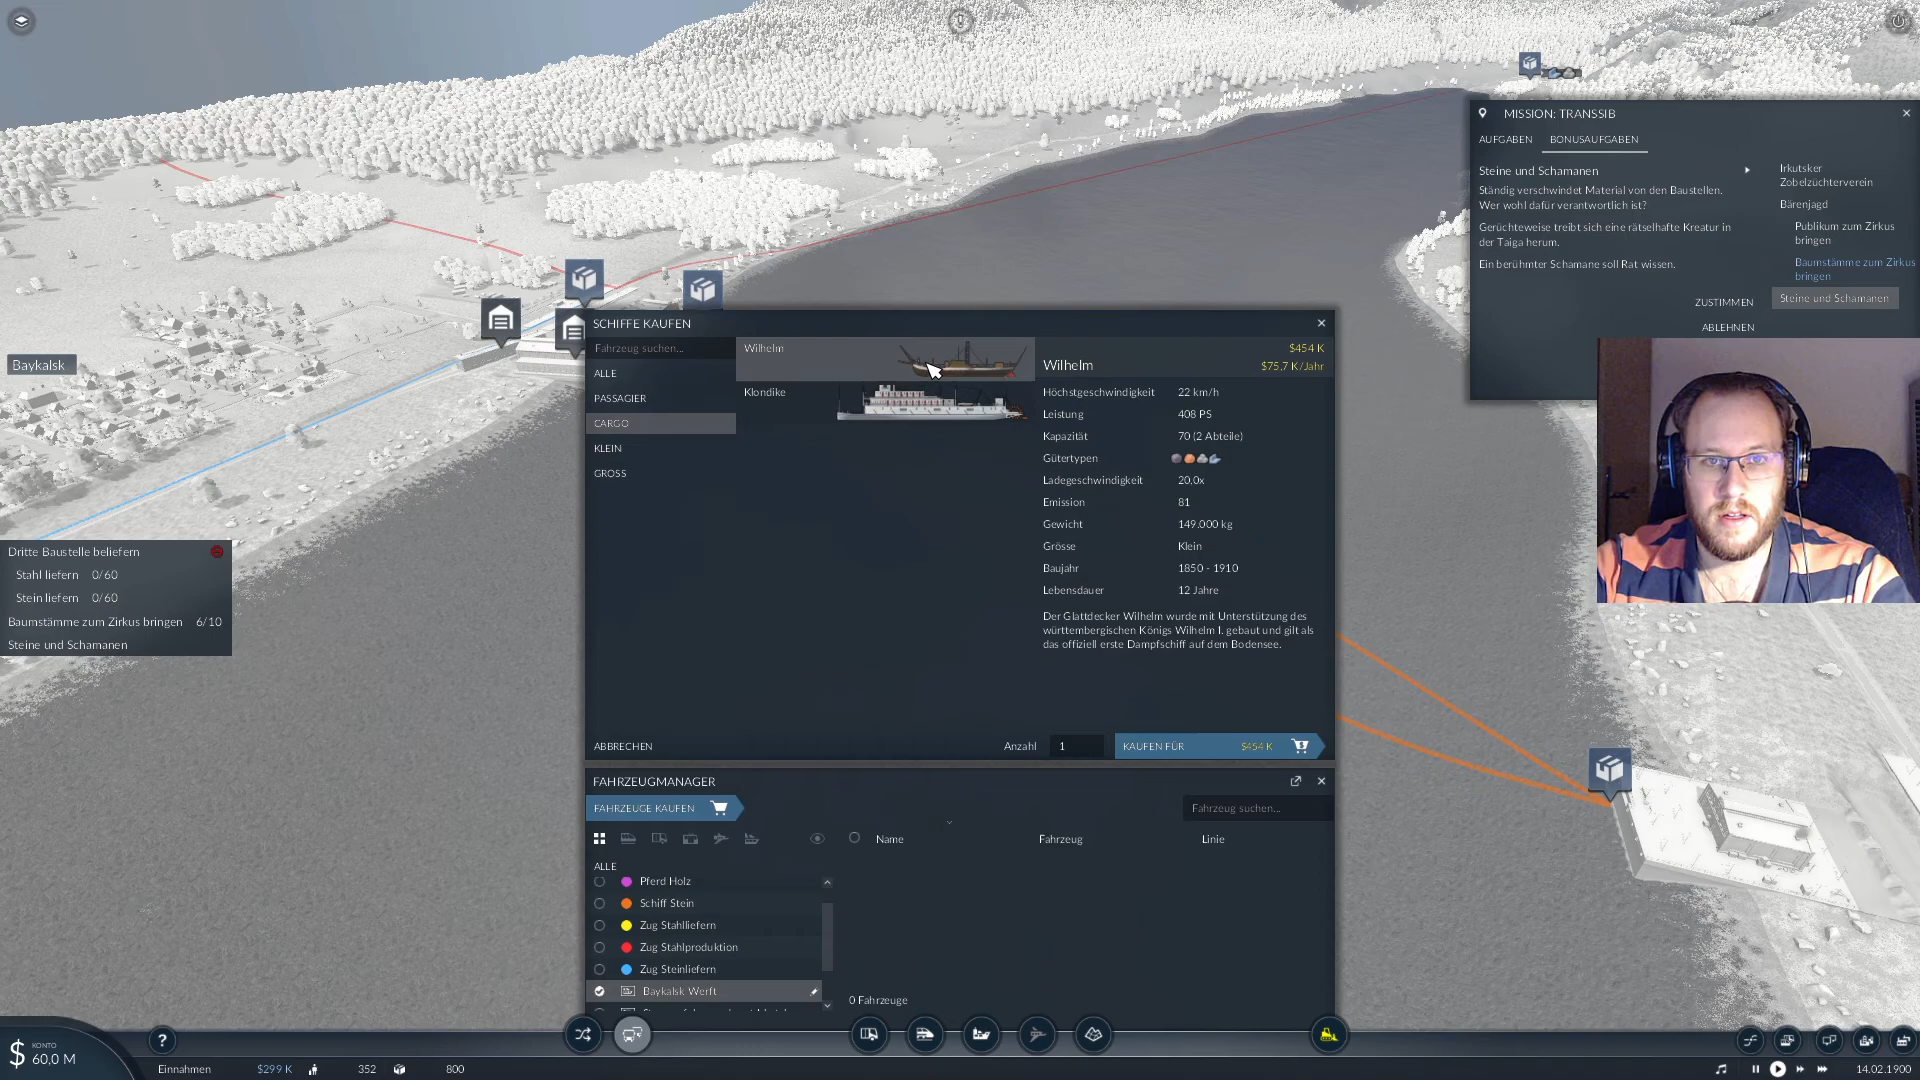 MISSION: TRANSSIB
AUFGABEN
BONUSAUFGABEN
Steine und Schamanen
Ständig verschwindet Material von den Baustellen.
Wer wohl dafür verantwortlich ist?
Gerüchteweise treibt sich eine rätselhafte Kreatur in
der Taiga herum.
Ein berühmter Schamane soll Rat wissen.
Irkutsker
Zobelzüchterverein
Bärenjagd
Publikum zum Zirkus
bringen
Baumstämme zum Zirkus
bringen
Steine und Schamanen
ZUSTIMMEN
ABLEHNEN
Baykalsk
SCHIFFE KAUFEN
Fahrzeug suchen...
ALLE
PASSAGIER
CARGO
KLEIN
GROSS
Wilhelm
Klondike
$454 K
Wilhelm
$75,7 K/Jahr
Höchstgeschwindigkeit 22 km/h
Leistung 408 PS
Kapazität 70 (2 Abteile)
Gütertypen
Ladegeschwindigkeit 20,0x
Emission 81
Gewicht 149.000 kg
Grösse Klein
Baujahr 1850 - 1910
Lebensdauer 12 Jahre
Der Glattdecker Wilhelm wurde mit Unterstützung des
württembergischen Königs Wilhelm I. gebaut und gilt als
das offiziell erste Dampfschiff auf dem Bodensee.
ABBRECHEN
Anzahl 1
KAUFEN FÜR $454 K
Dritte Baustelle beliefern
Stahl liefern 0/60
Stein liefern 0/60
Baumstämme zum Zirkus bringen 6/10
Steine und Schamanen
FAHRZEUGMANAGER
FAHRZEUGE KAUFEN
Fahrzeug suchen...
Name Fahrzeug Linie
ALLE
Pferd Holz
Schiff Stein
Zug Stahlliefern
Zug Stahlproduktion
Zug Steinliefern
Baykalsk Werft
0 Fahrzeuge
?
$
KONTO
60,0 M
Einnahmen $299 K 352 800
14.02.1900